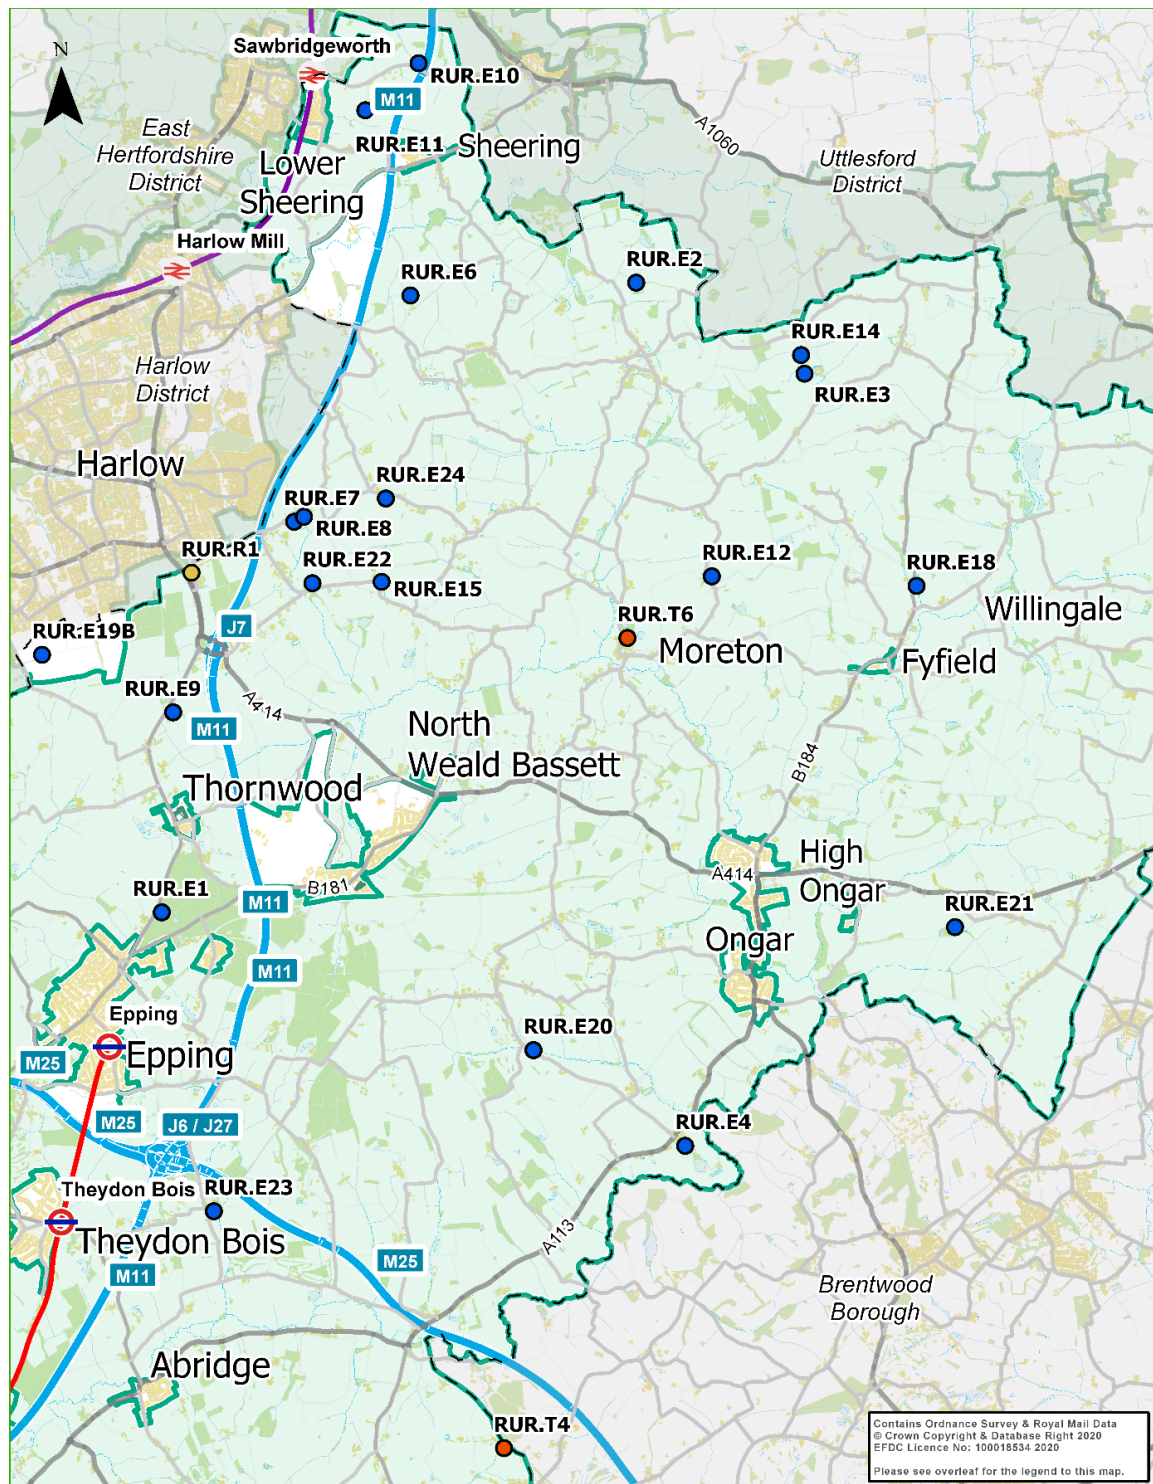 N
Sawbridgeworth
RUR.E10
M11
East
Hertfordshire
District
RUR.E11
Sheering
Lower
Sheering
A1060
Uttlesford
District
Harlow Mill
RUR.E6
RUR.E2
RUR.E14
RUR.E3
Harlow
District
Harlow
RUR.E24
RUR.E7
RUR.E8
RUR.R1
RUR.E22
RUR.E15
RUR.E12
RUR.E18
RUR.T6
Willingale
Moreton
Fyfield
J7
RUR.E19B
RUR.E9
A414
M11
North
Weald Bassett
B184
Thornwood
High
Ongar
A414
B181
RUR.E1
M11
RUR.E21
Ongar
M11
Epping
RUR.E20
Epping
M25
M25
J6 / J27
RUR.E4
Theydon Bois
RUR.E23
Theydon Bois
A113
M25
M11
Brentwood
Borough
Abridge
RUR.T4
Contains Ordnance Survey & Royal Mail Data
© Crown Copyright & Database Right 2020
EFDC Licence No: 100018534 2020
Please see overleaf for the legend to this map.